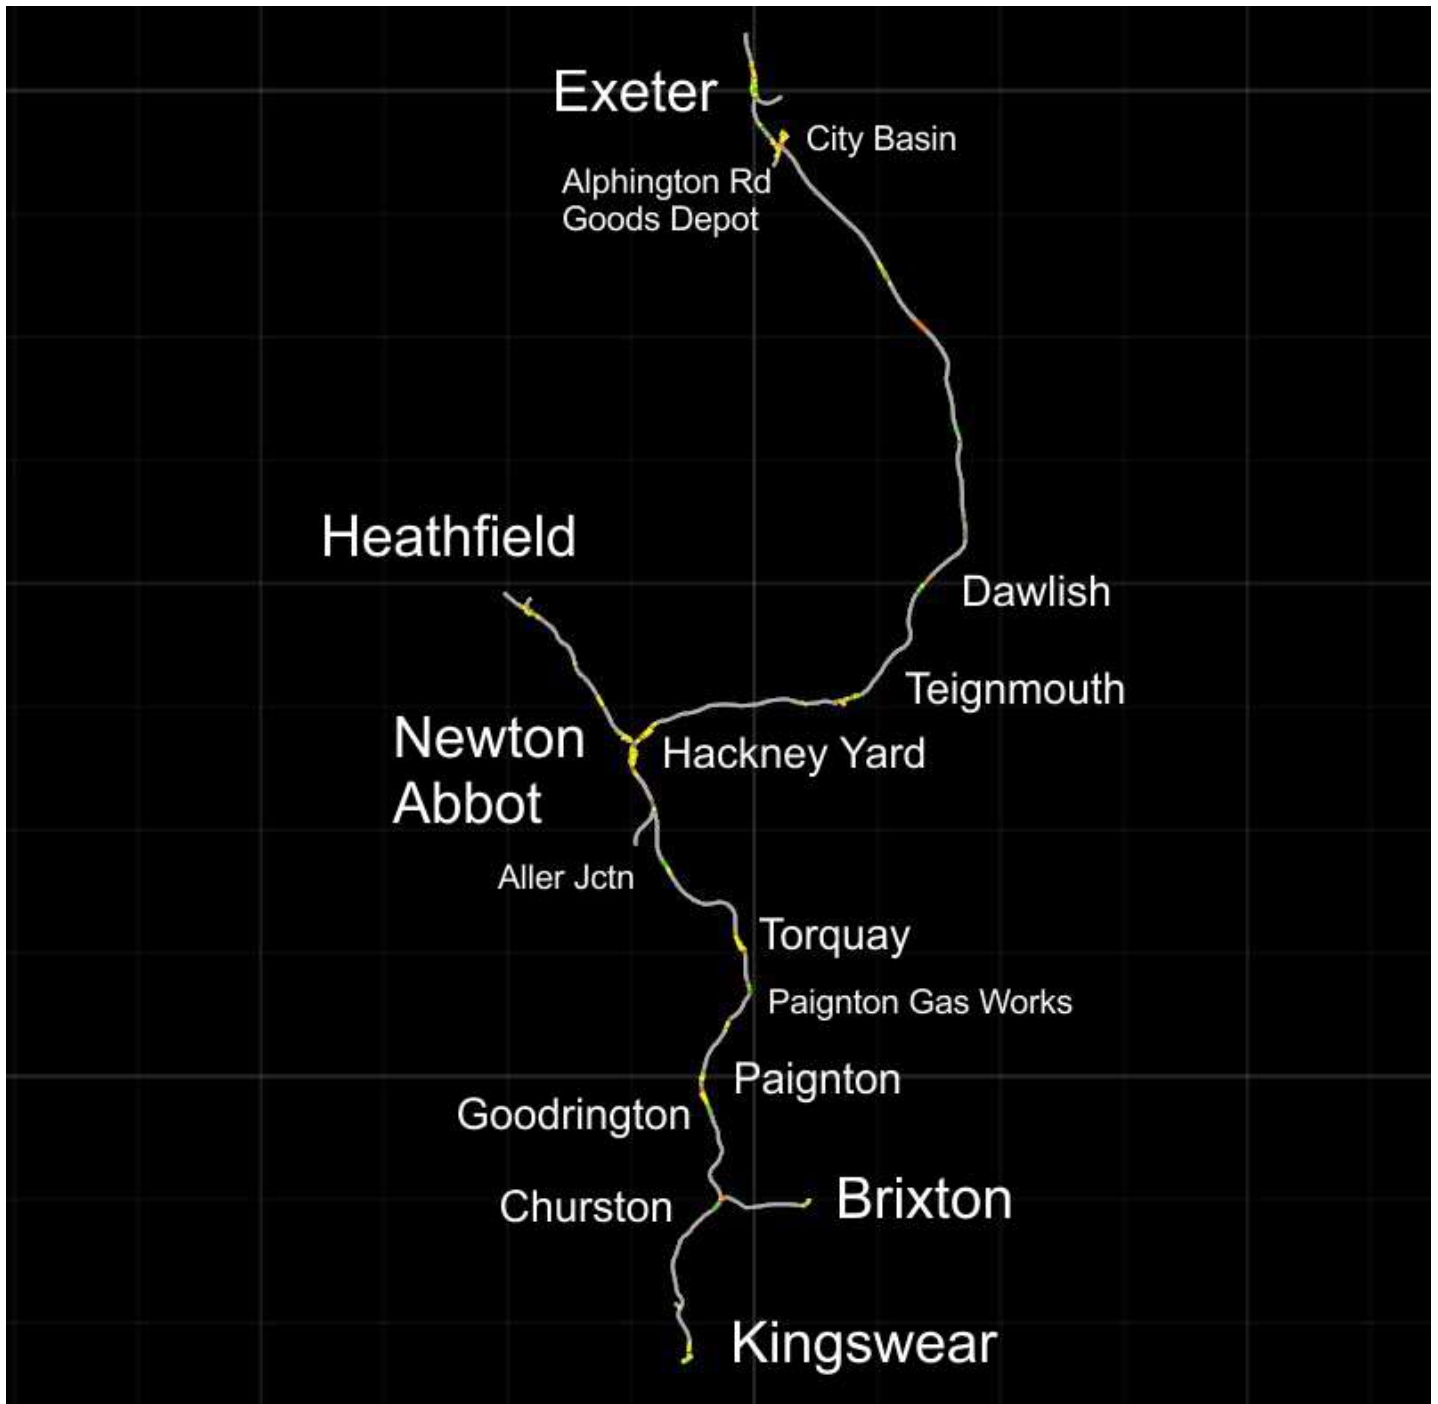 Exeter
City Basin
Alphington Rd
Goods Depot
Heathfield
Dawlish
Teignmouth
Newton
Abbot
Hackney Yard
Aller Jctn
Torquay
Paignton Gas Works
Paignton
Goodrington
Churston
Brixton
Kingswear